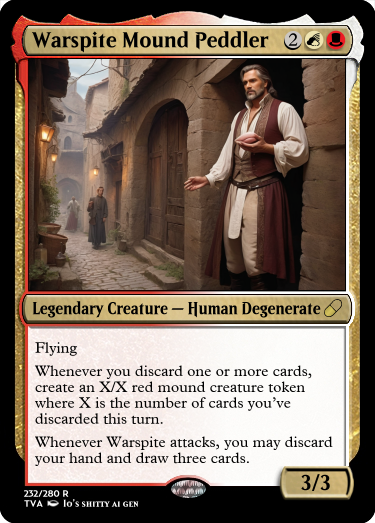 Warspite Mound Peddler 2
Legendary Creature — Human Degenerate
Flying
Whenever you discard one or more cards,
create an X/X red mound creature token
where X is the number of cards you've
discarded this turn.
Whenever Warspite attacks, you may discard
your hand and draw three cards.
3/3
232/280 R
TVA Io's shitty ai gen